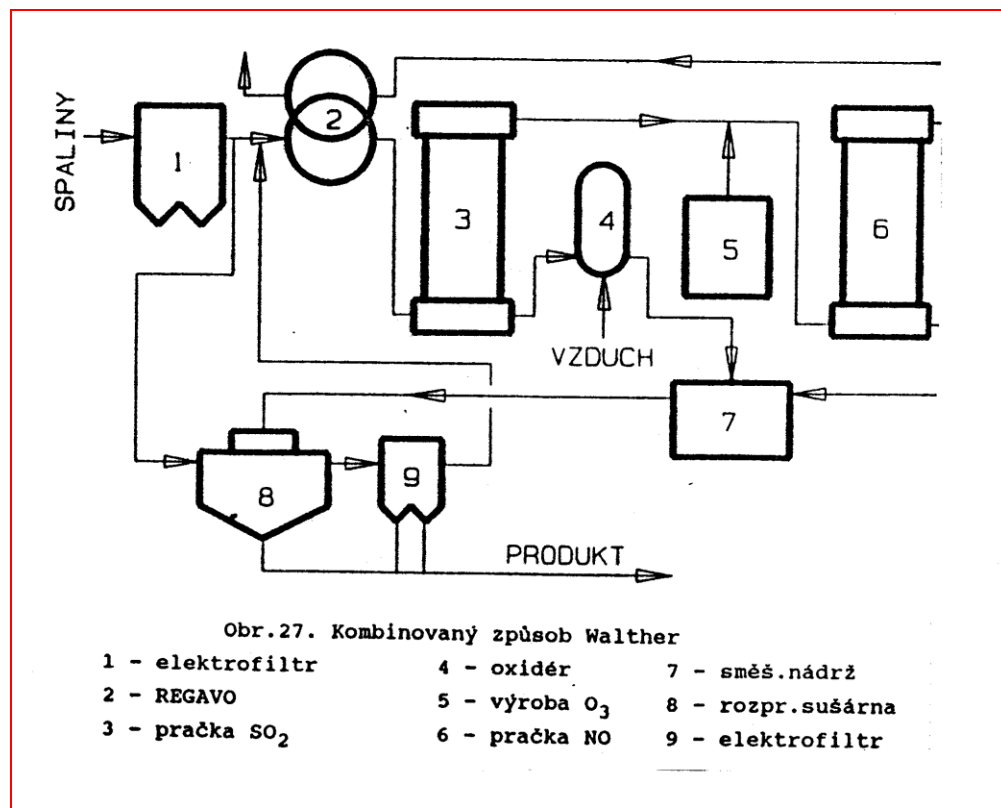 SPALINY
1
2
3
4
5
6
VZDUCH
7
8
9
PRODUKT
Obr.27. Kombinovaný způsob Walther
1 - elektrofiltr 4 - oxidér 7 - směš.nádrž
2 - REGAVO 5 - výroba O₃ 8 - rozpr.sušárna
3 - pračka SO₂ 6 - pračka NO 9 - elektrofiltr